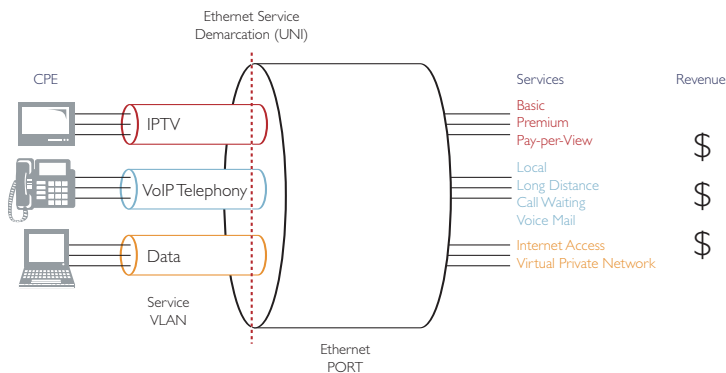 Ethernet Service
Demarcation (UNI)
CPE
Services
Revenue
IPTV
Basic
Premium
Pay-per-View
$
VoIP Telephony
Local
Long Distance
Call Waiting
Voice Mail
$
Data
Internet Access
Virtual Private Network
$
Service
VLAN
Ethernet
PORT